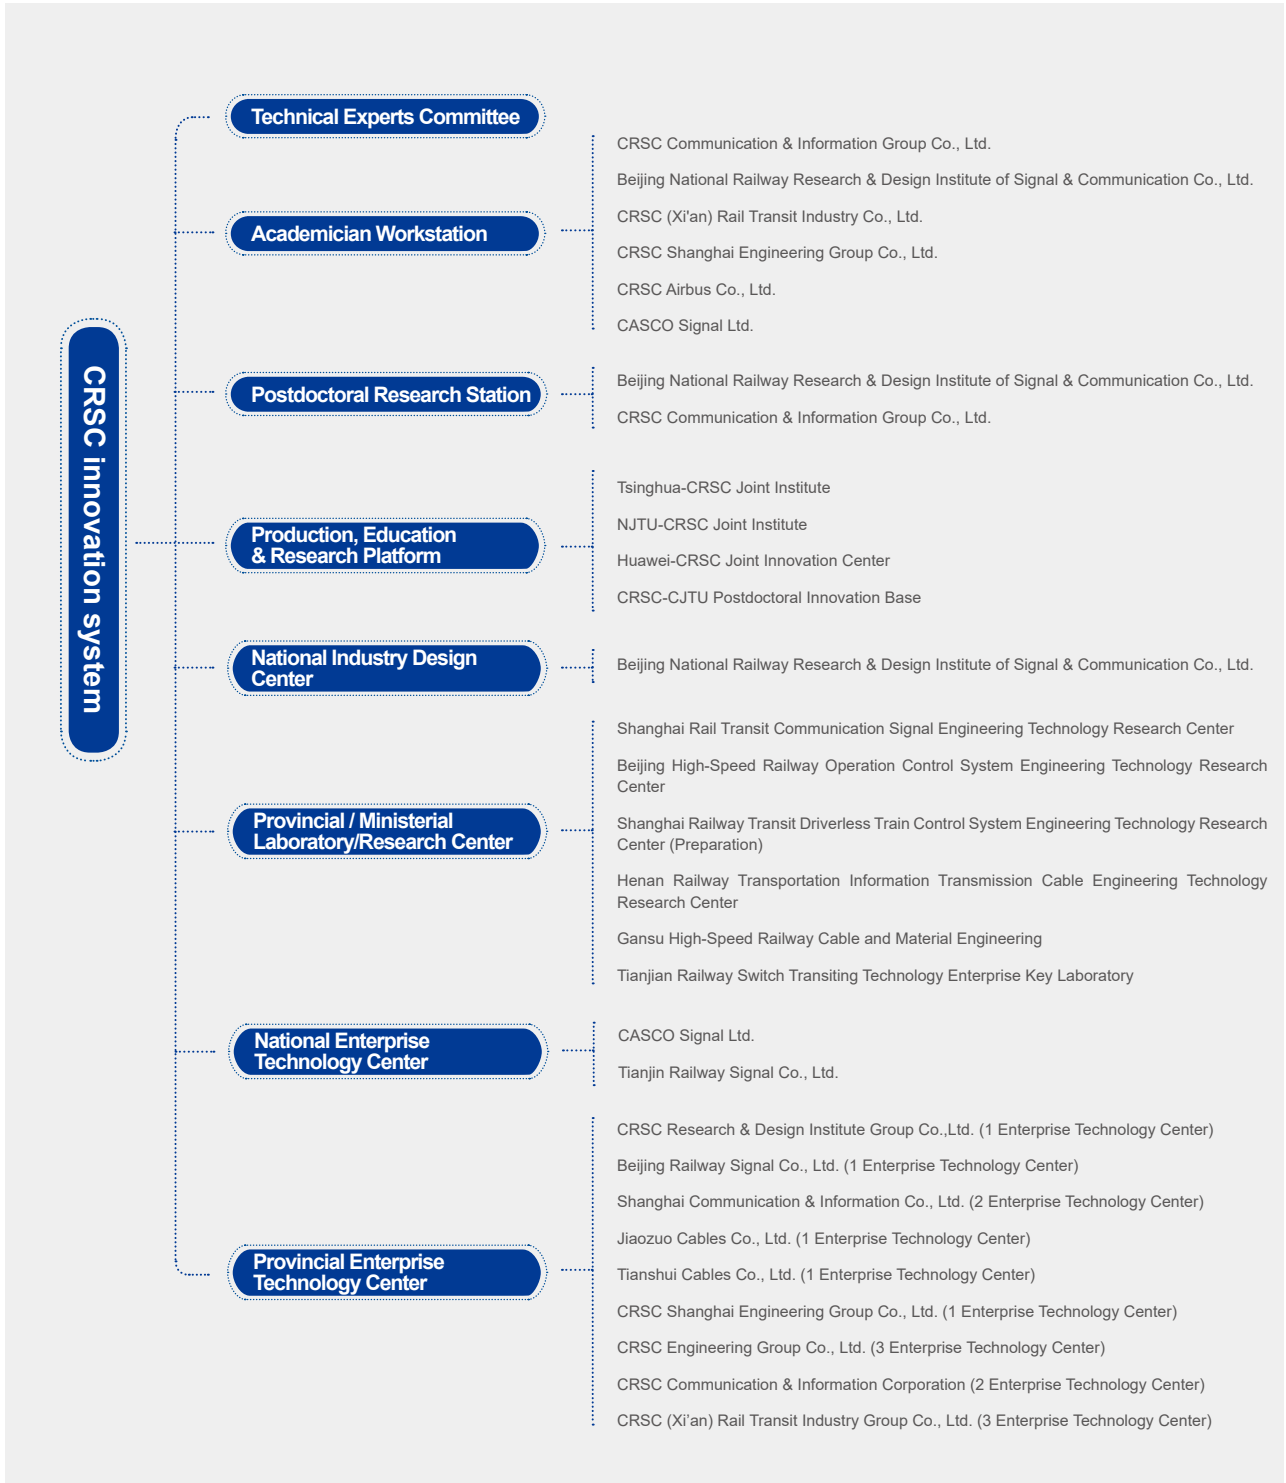 CRSC innovation system
Technical Experts Committee
Academician Workstation
CRSC Communication & Information Group Co., Ltd.
Beijing National Railway Research & Design Institute of Signal & Communication Co., Ltd.
CRSC (Xi'an) Rail Transit Industry Co., Ltd.
CRSC Shanghai Engineering Group Co., Ltd.
CRSC Airbus Co., Ltd.
CASCO Signal Ltd.
Postdoctoral Research Station
Beijing National Railway Research & Design Institute of Signal & Communication Co., Ltd.
CRSC Communication & Information Group Co., Ltd.
Production, Education
& Research Platform
Tsinghua-CRSC Joint Institute
NJTU-CRSC Joint Institute
Huawei-CRSC Joint Innovation Center
CRSC-CJTU Postdoctoral Innovation Base
National Industry Design
Center
Beijing National Railway Research & Design Institute of Signal & Communication Co., Ltd.
Provincial / Ministerial
Laboratory/Research Center
Shanghai Rail Transit Communication Signal Engineering Technology Research Center
Beijing High-Speed Railway Operation Control System Engineering Technology Research
Center
Shanghai Railway Transit Driverless Train Control System Engineering Technology Research
Center (Preparation)
Henan Railway Transportation Information Transmission Cable Engineering Technology
Research Center
Gansu High-Speed Railway Cable and Material Engineering
Tianjian Railway Switch Transiting Technology Enterprise Key Laboratory
National Enterprise
Technology Center
CASCO Signal Ltd.
Tianjin Railway Signal Co., Ltd.
Provincial Enterprise
Technology Center
CRSC Research & Design Institute Group Co.,Ltd. (1 Enterprise Technology Center)
Beijing Railway Signal Co., Ltd. (1 Enterprise Technology Center)
Shanghai Communication & Information Co., Ltd. (2 Enterprise Technology Center)
Jiaozuo Cables Co., Ltd. (1 Enterprise Technology Center)
Tianshui Cables Co., Ltd. (1 Enterprise Technology Center)
CRSC Shanghai Engineering Group Co., Ltd. (1 Enterprise Technology Center)
CRSC Engineering Group Co., Ltd. (3 Enterprise Technology Center)
CRSC Communication & Information Corporation (2 Enterprise Technology Center)
CRSC (Xi’an) Rail Transit Industry Group Co., Ltd. (3 Enterprise Technology Center)